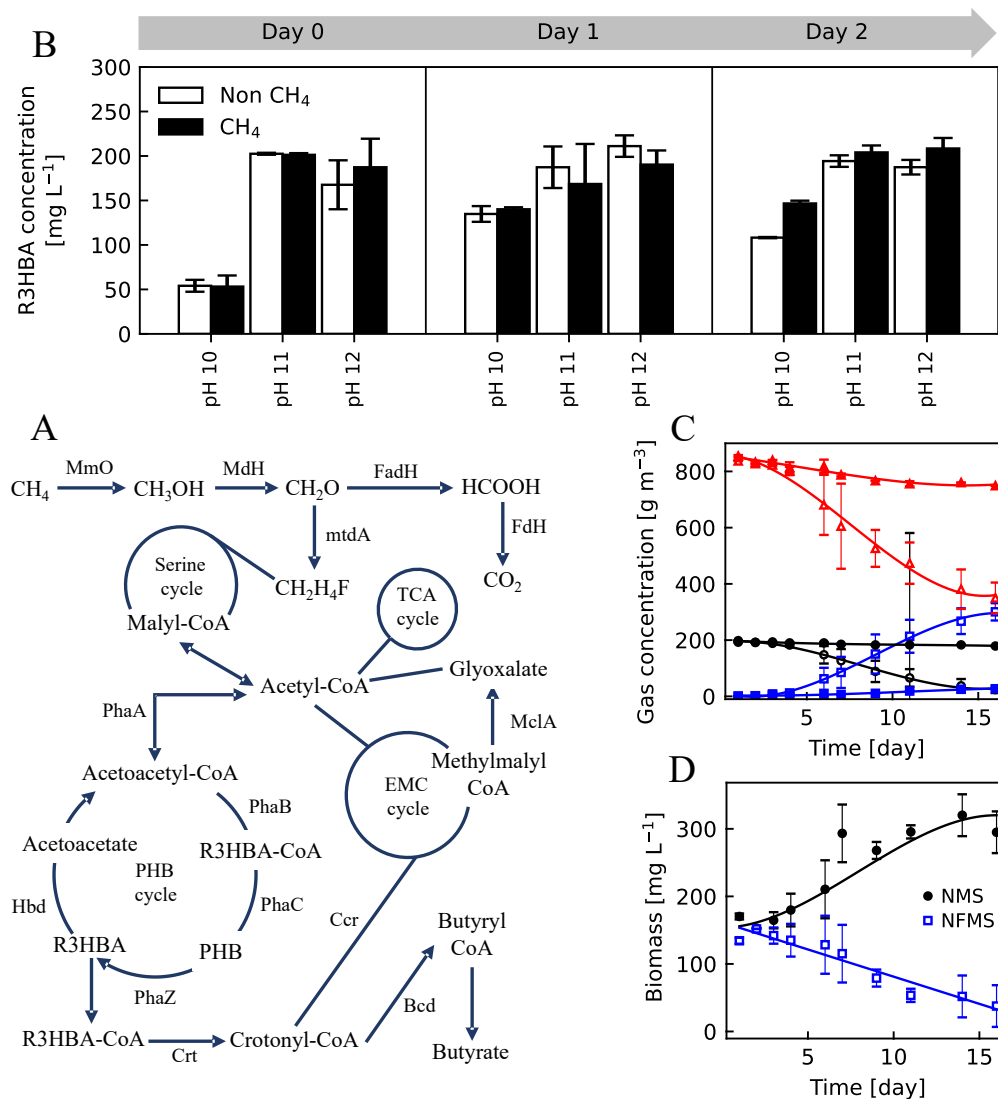 B
Day 0
Day 1
Day 2
R3HBA concentration
[mg L⁻¹]
300
250
200
150
100
50
0
Non CH₄
CH₄
pH 10
pH 11
pH 12
pH 10
pH 11
pH 12
pH 10
pH 11
pH 12
A
CH₄
MmO
CH₃OH
MdH
CH₂O
FadH
HCOOH
mtdA
FdH
CO₂
CH₂H₄F
Serine
cycle
Malyl-CoA
TCA
cycle
Acetyl-CoA
Glyoxalate
MclA
Methylmalyl
CoA
EMC
cycle
PhaA
Acetoacetyl-CoA
PhaB
Acetoacetate
R3HBA-CoA
PHB
cycle
Hbd
PhaC
R3HBA
PHB
PhaZ
R3HBA-CoA
Crt
Crotonyl-CoA
Ccr
Bcd
Butyryl
CoA
Butyrate
C
Gas concentration [g m⁻³]
800
600
400
200
0
5
10
15
Time [day]
D
Biomass [mg L⁻¹]
300
200
100
0
NMS
NFMS
5
10
15
Time [day]